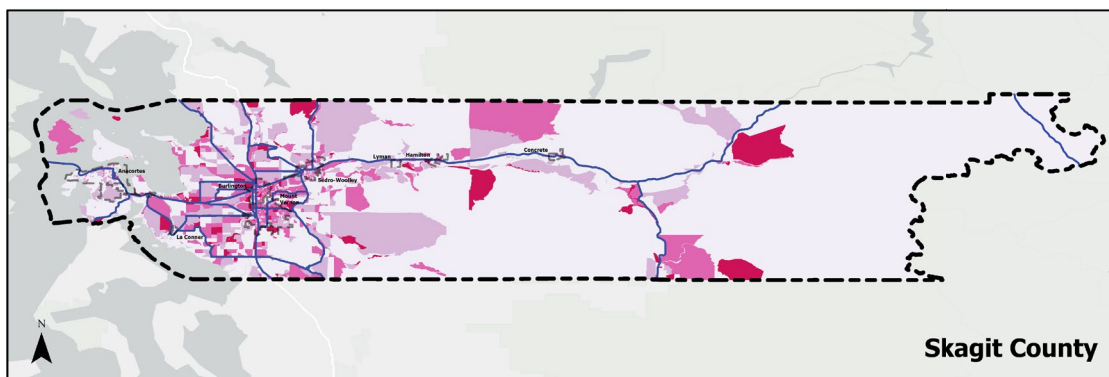 Anacortes
Burlington
La Conner
Mount
Vernon
Sedro-Woolley
Lyman
Hamilton
Concrete
N
Skagit County